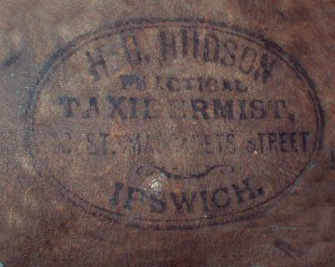 HUDSON
PRACTICAL
TAXIDERMIST,
ST. MARGARETS STREET
IPSWICH.